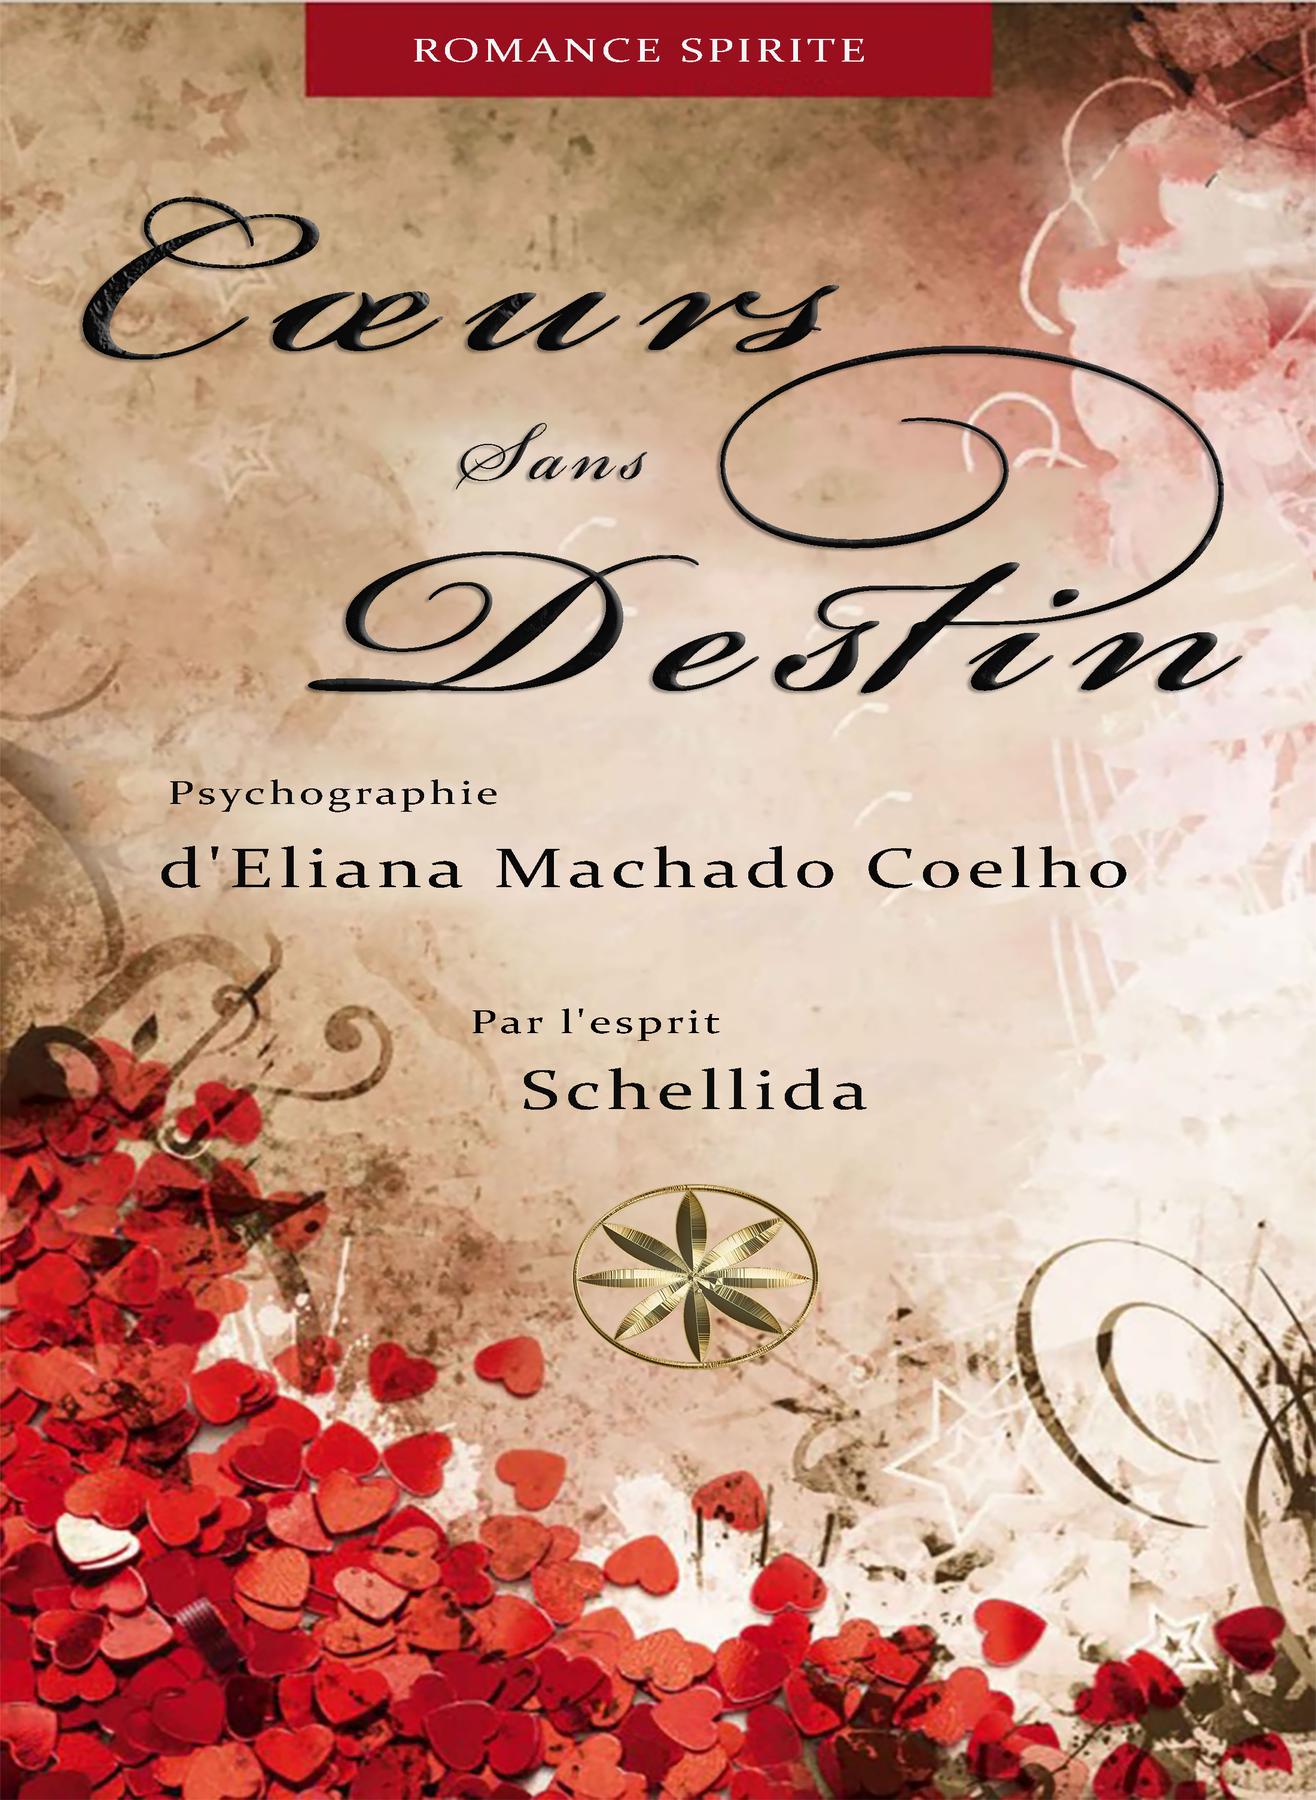 ROMANCE SPIRITE
Cœurs
Sans
Destin
Psychographie
d'Eliana Machado Coelho
Par l'esprit
Schellida